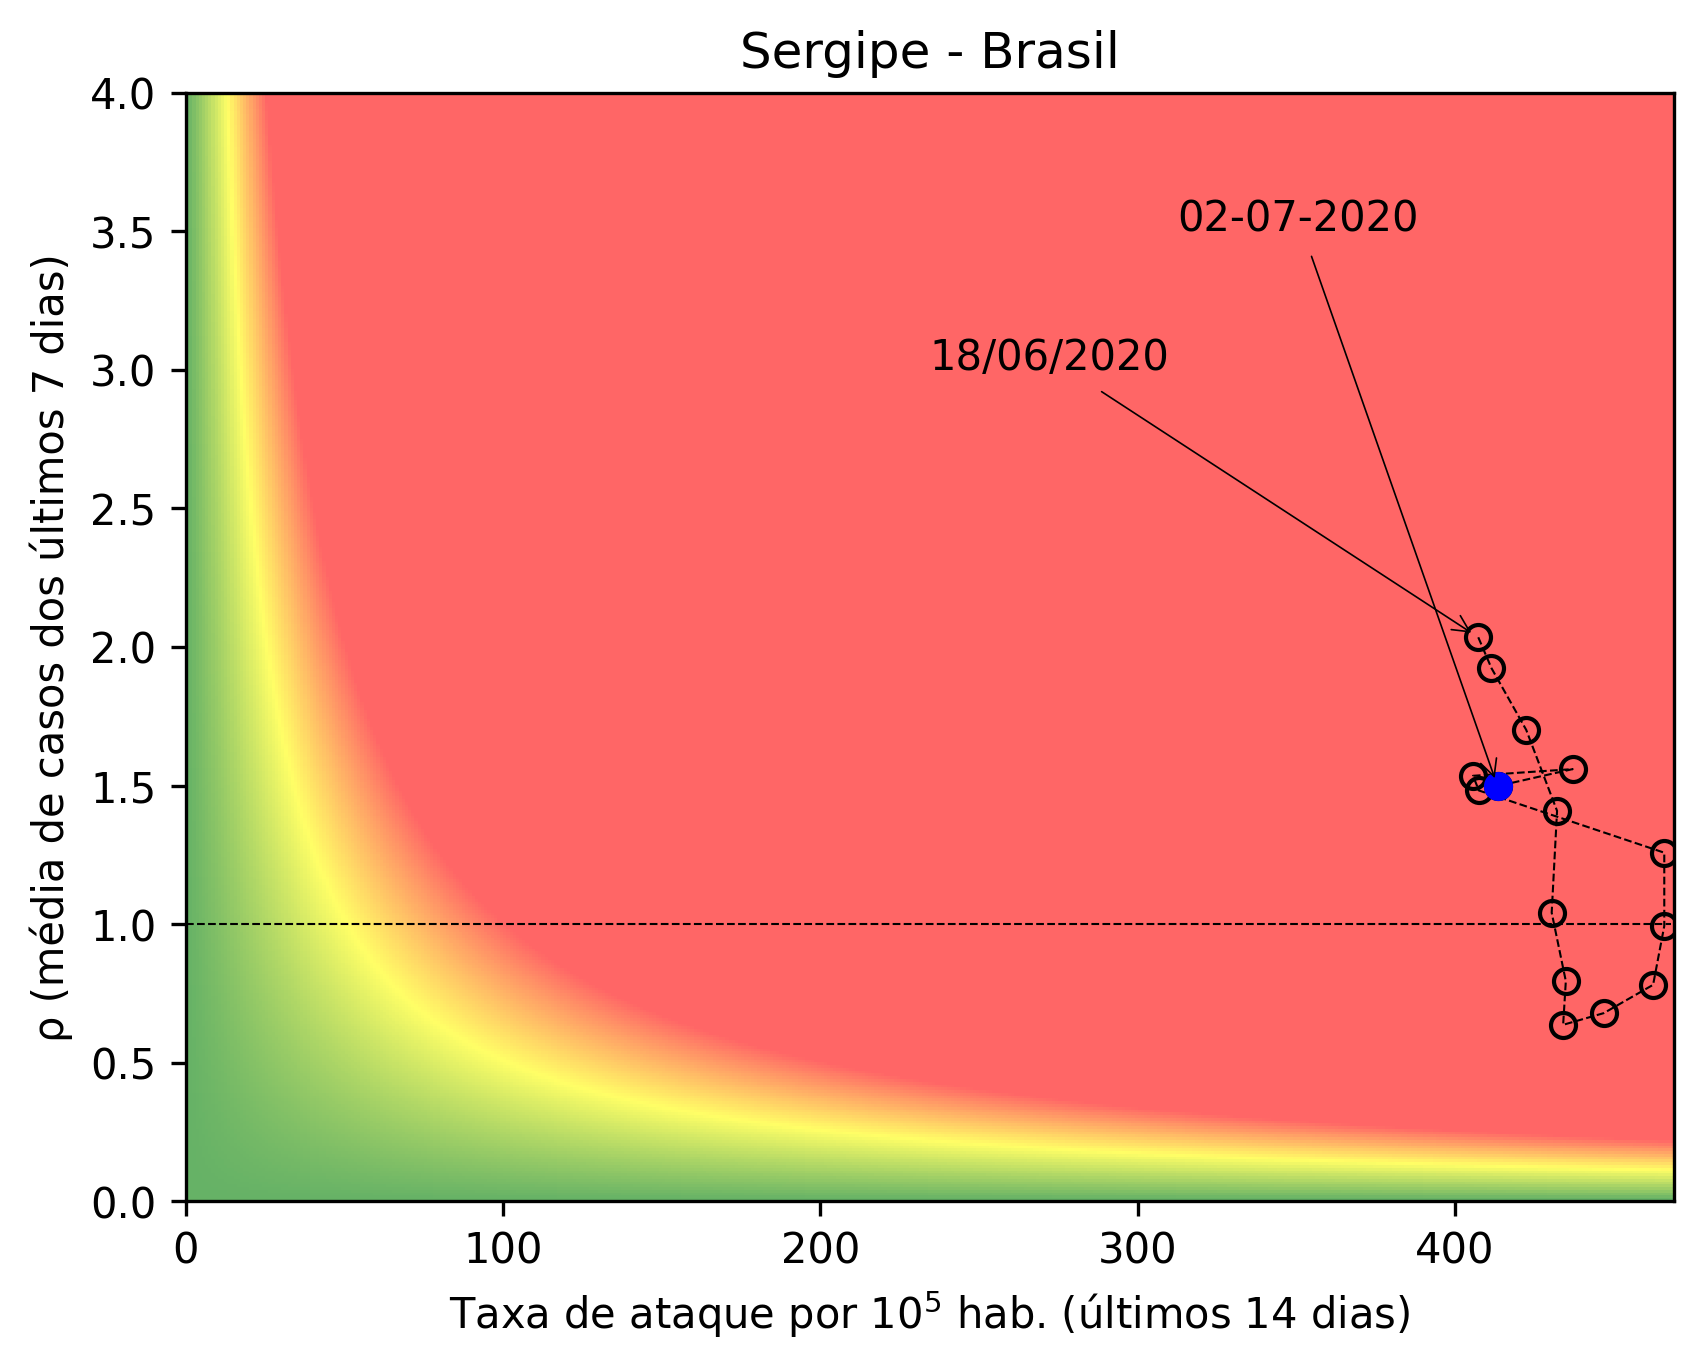 Sergipe - Brasil
4.0
3.5
3.0
2.5
2.0
1.5
1.0
0.5
0.0
ρ (média de casos dos últimos 7 dias)
02-07-2020
18/06/2020
0 100 200 300 400
Taxa de ataque por 10⁵ hab. (últimos 14 dias)